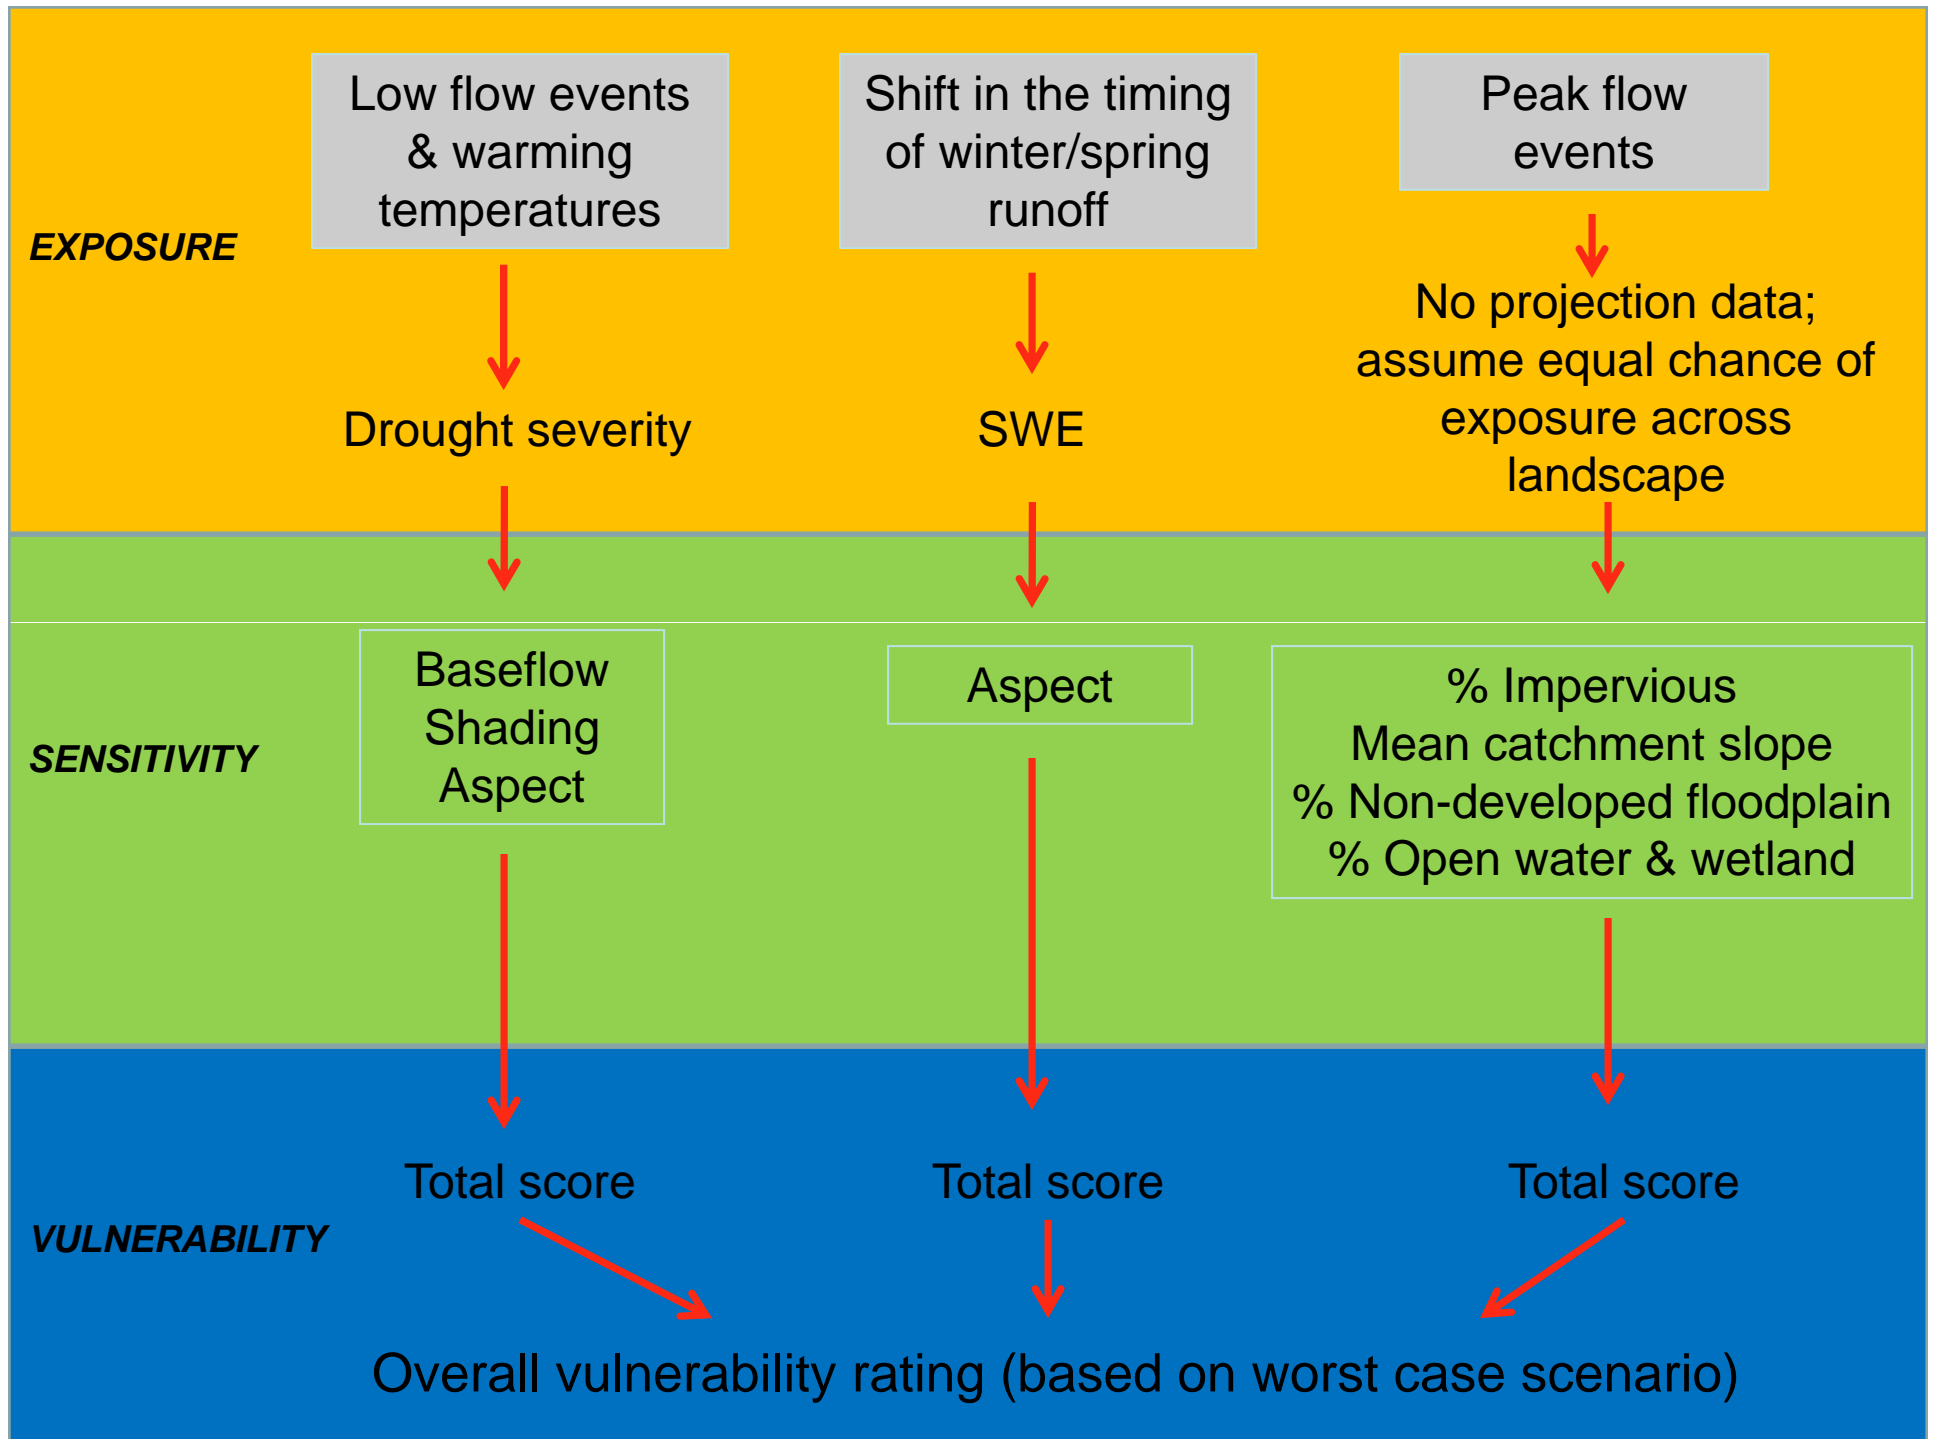 EXPOSURE
Low flow events
& warming
temperatures
Shift in the timing
of winter/spring
runoff
Peak flow
events
Drought severity
SWE
No projection data;
assume equal chance of
exposure across
landscape
SENSITIVITY
Baseflow
Shading
Aspect
Aspect
% Impervious
Mean catchment slope
% Non-developed floodplain
% Open water & wetland
VULNERABILITY
Total score
Total score
Total score
Overall vulnerability rating (based on worst case scenario)